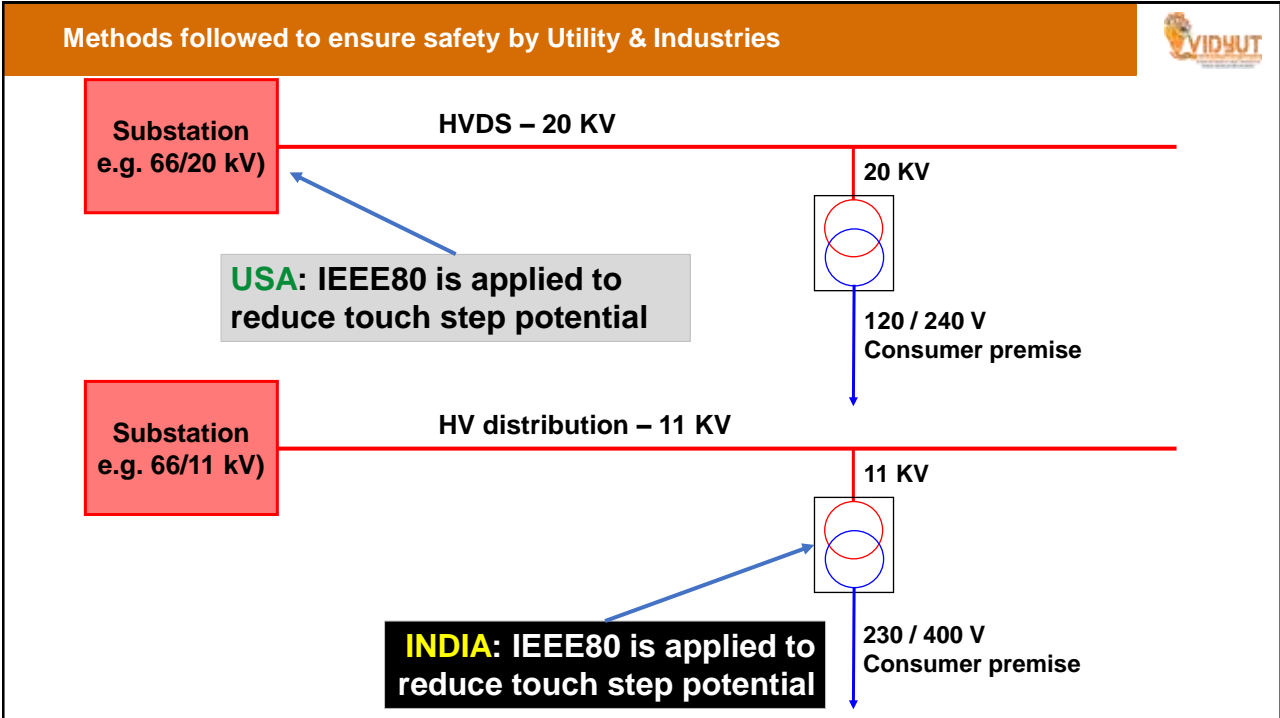 Methods followed to ensure safety by Utility & Industries
VIDYUT
Substation
e.g. 66/20 kV)
HVDS – 20 KV
20 KV
USA: IEEE80 is applied to
reduce touch step potential
120 / 240 V
Consumer premise
Substation
e.g. 66/11 kV)
HV distribution – 11 KV
11 KV
INDIA: IEEE80 is applied to
reduce touch step potential
230 / 400 V
Consumer premise